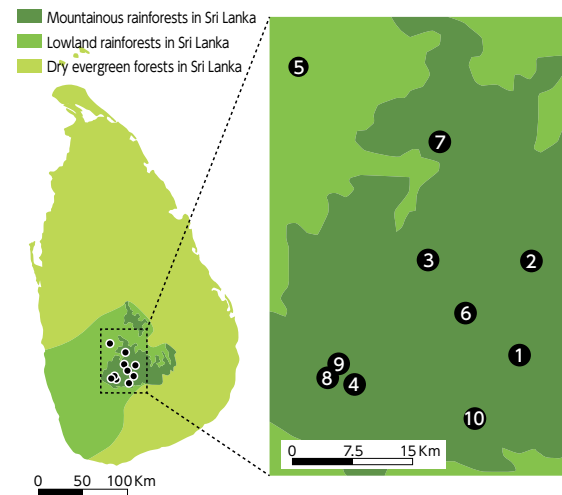 Mountainous rainforests in Sri Lanka
Lowland rainforests in Sri Lanka
Dry evergreen forests in Sri Lanka
5
7
3
2
6
1
9
8
4
10
0 7.5 15 Km
0 50 100 Km